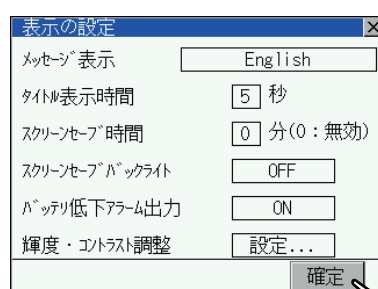 表示の設定
ﾒｯｾｰｼﾞ表示 English
ﾀｲﾄﾙ表示時間 5 秒
ｽｸﾘｰﾝｾｰﾌﾞ時間 0 分(0：無効)
ｽｸﾘｰﾝｾｰﾌﾞﾊﾞｯｸﾗｲﾄ OFF
ﾊﾞｯﾃﾘ低下ｱﾗｰﾑ出力 ON
輝度・ｺﾝﾄﾗｽﾄ調整 設定...
確定